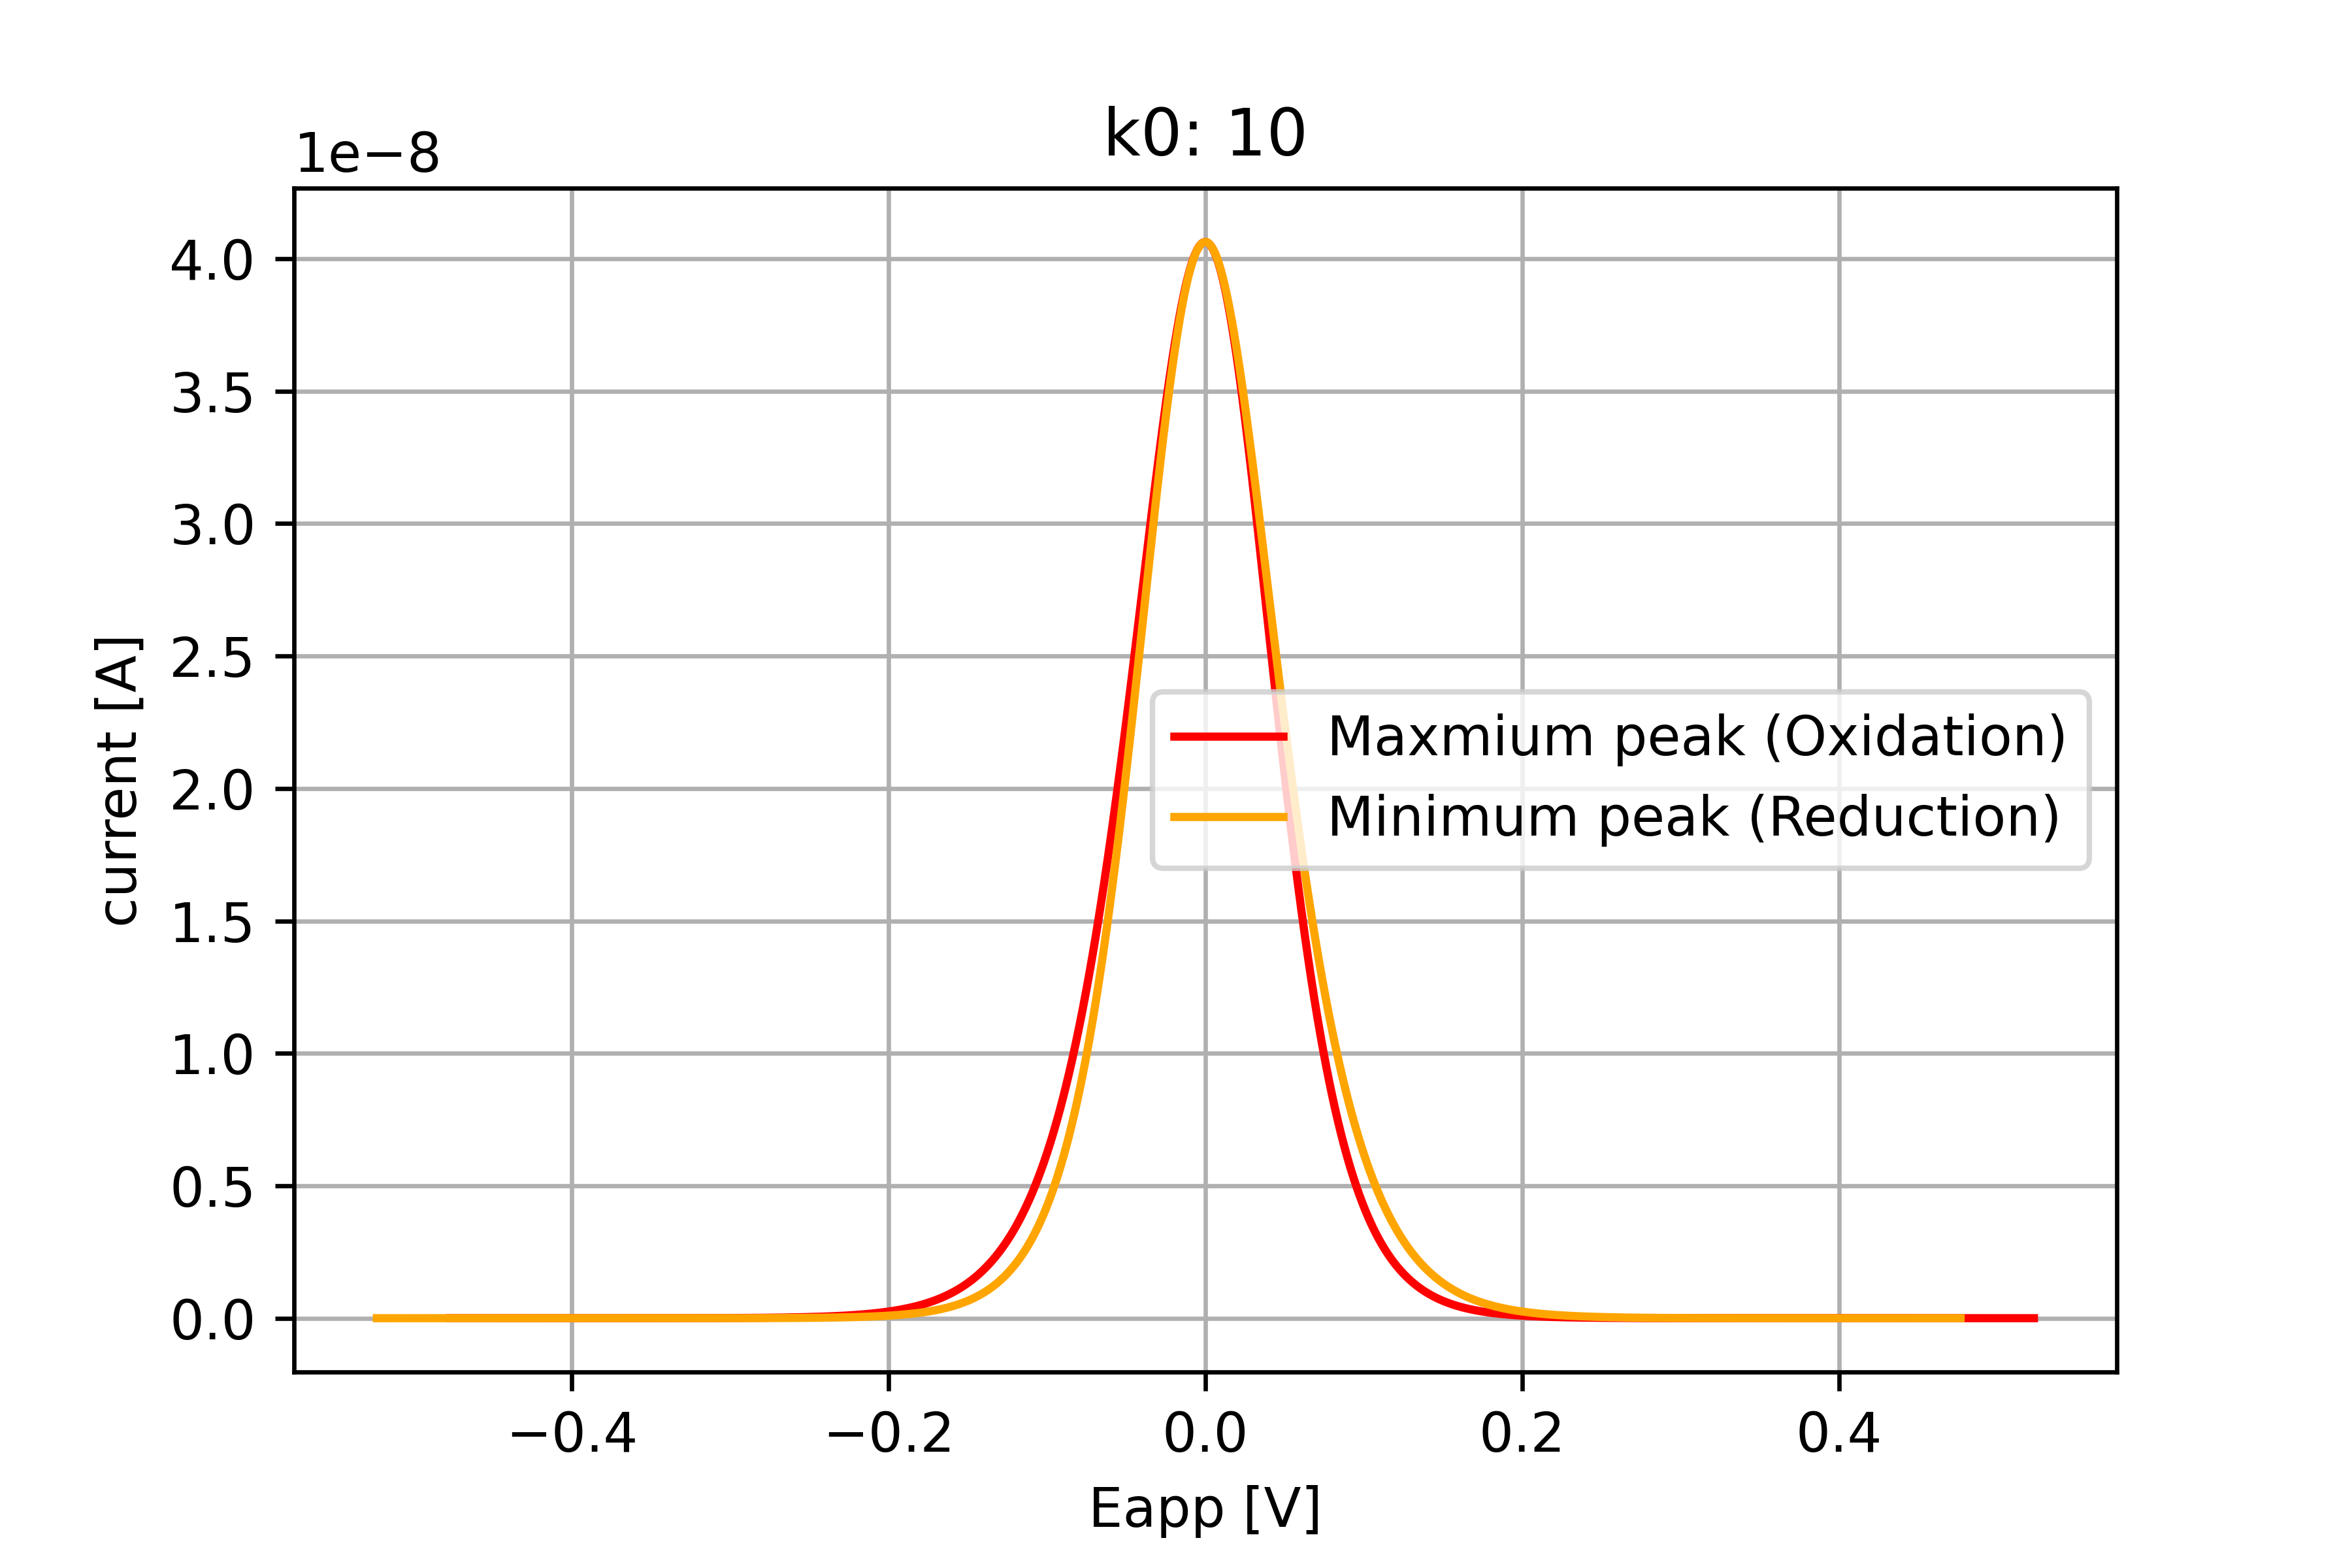 k0: 10
1e−8
4.0
3.5
3.0
2.5
2.0
1.5
1.0
0.5
0.0
current [A]
Maxmium peak (Oxidation)
Minimum peak (Reduction)
−0.4 −0.2 0.0 0.2 0.4
Eapp [V]